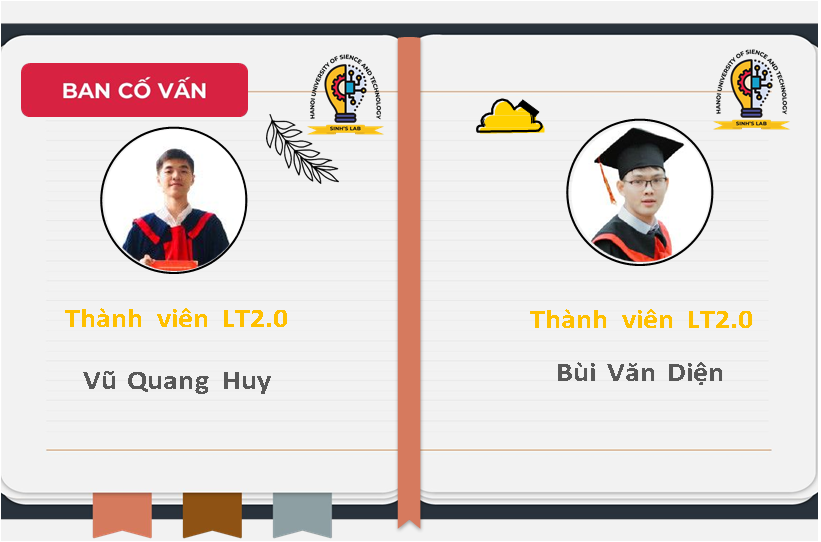 BAN CỐ VẤN
HANOI UNIVERSITY OF SIENCE AND TECHNOLOGY
SINH'S LAB
HANOI UNIVERSITY OF SIENCE AND TECHNOLOGY
SINH'S LAB
Thành viên LT2.0
Vũ Quang Huy
Thành viên LT2.0
Bùi Văn Diện